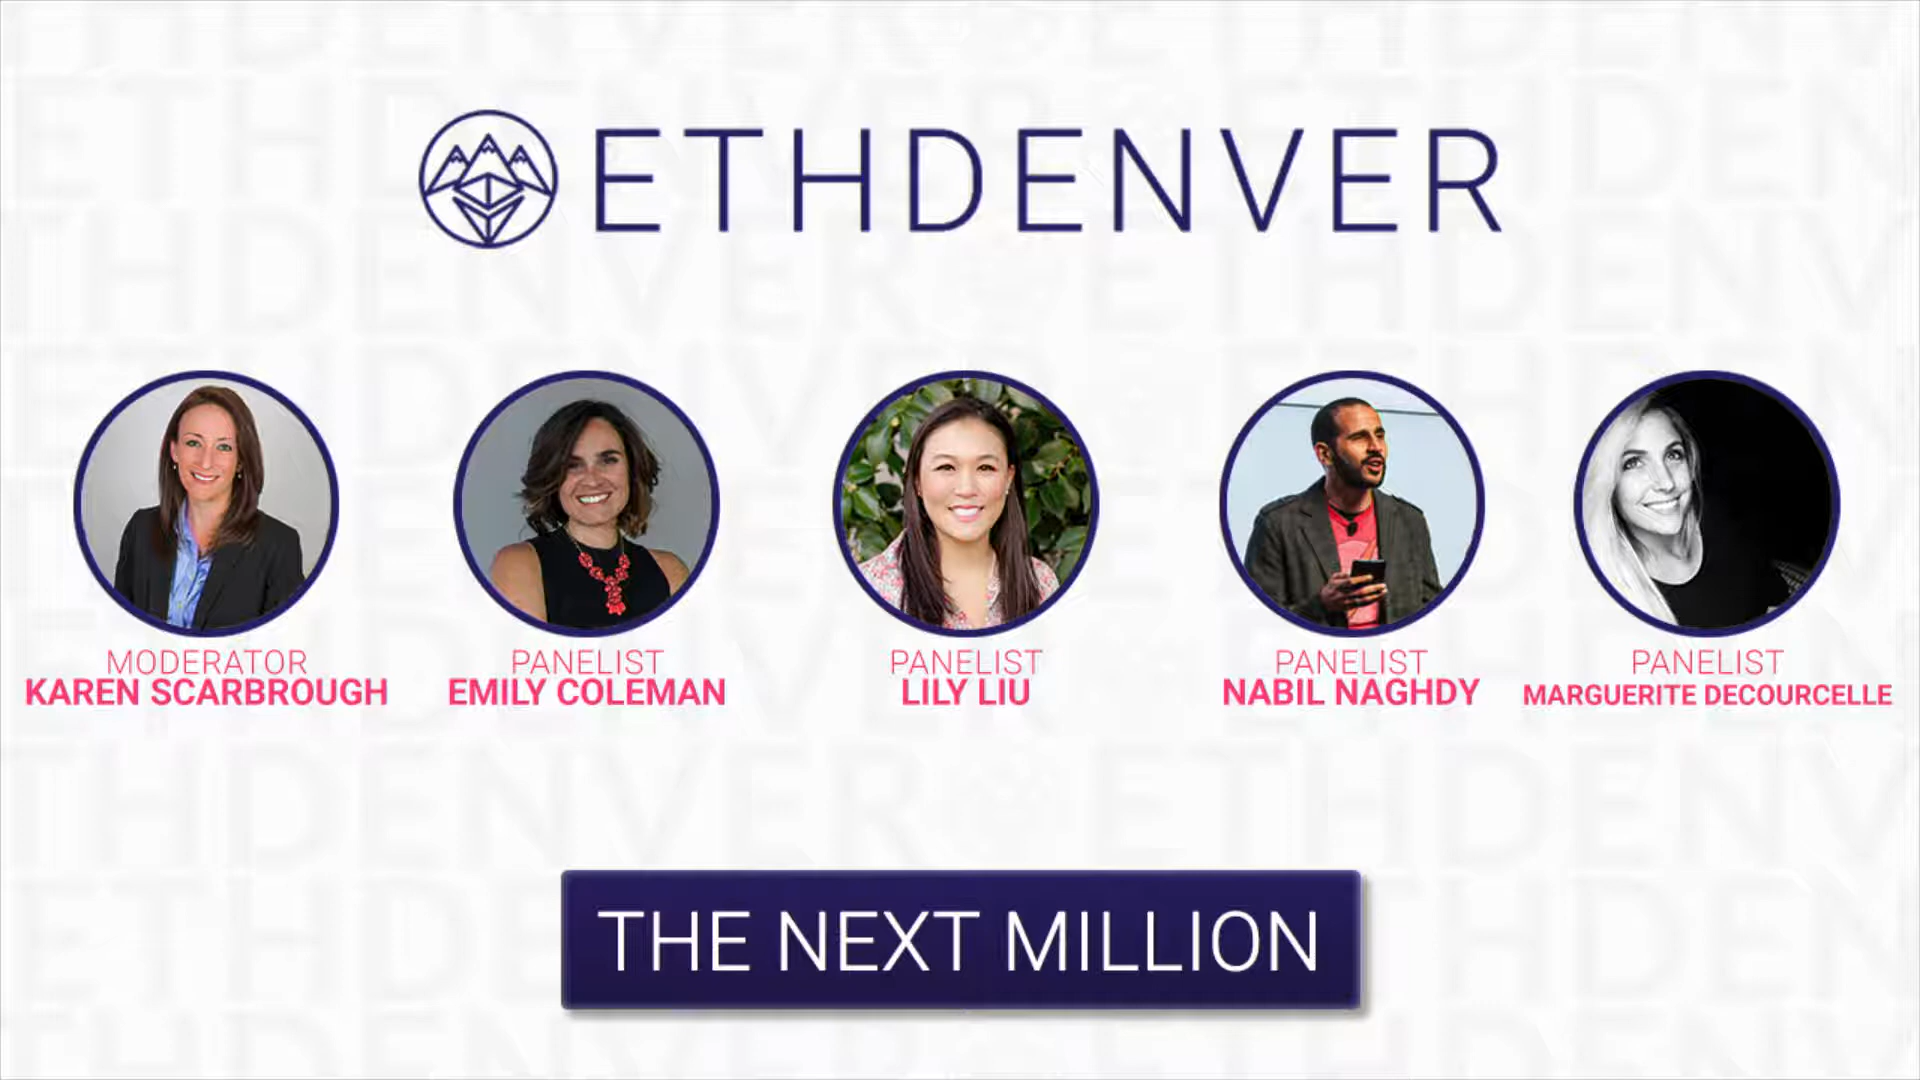 ETHDENVER
MODERATOR
KAREN SCARBROUGH
PANELIST
EMILY COLEMAN
PANELIST
LILY LIU
PANELIST
NABIL NAGHDY
PANELIST
MARGUERITE DECOURCELLE
THE NEXT MILLION